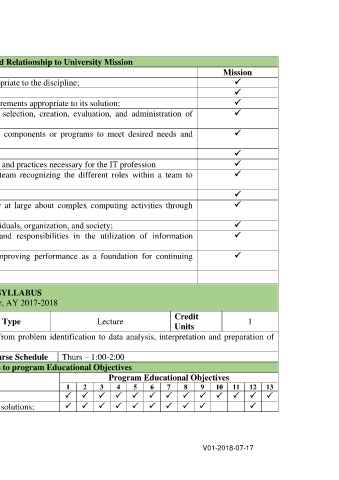 d Relationship to University Mission
Mission
priate to the discipline; ✓
✓
rements appropriate to its solution; ✓
selection, creation, evaluation, and administration of ✓
components or programs to meet desired needs and ✓
✓
and practices necessary for the IT profession ✓
team recognizing the different roles within a team to ✓
✓
y at large about complex computing activities through ✓
iduals, organization, and society; ✓
and responsibilities in the utilization of information ✓
mproving performance as a foundation for continuing ✓
SYLLABUS
r, AY 2017-2018
Type Lecture Credit Units 1
from problem identification to data analysis, interpretation and preparation of
rse Schedule Thurs – 1:00-2:00
to program Educational Objectives
Program Educational Objectives
1 2 3 4 5 6 7 8 9 10 11 12 13
✓ ✓ ✓ ✓ ✓ ✓ ✓ ✓ ✓ ✓ ✓ ✓ ✓
solutions; ✓ ✓ ✓ ✓ ✓ ✓ ✓ ✓ ✓ ✓
V01-2018-07-17